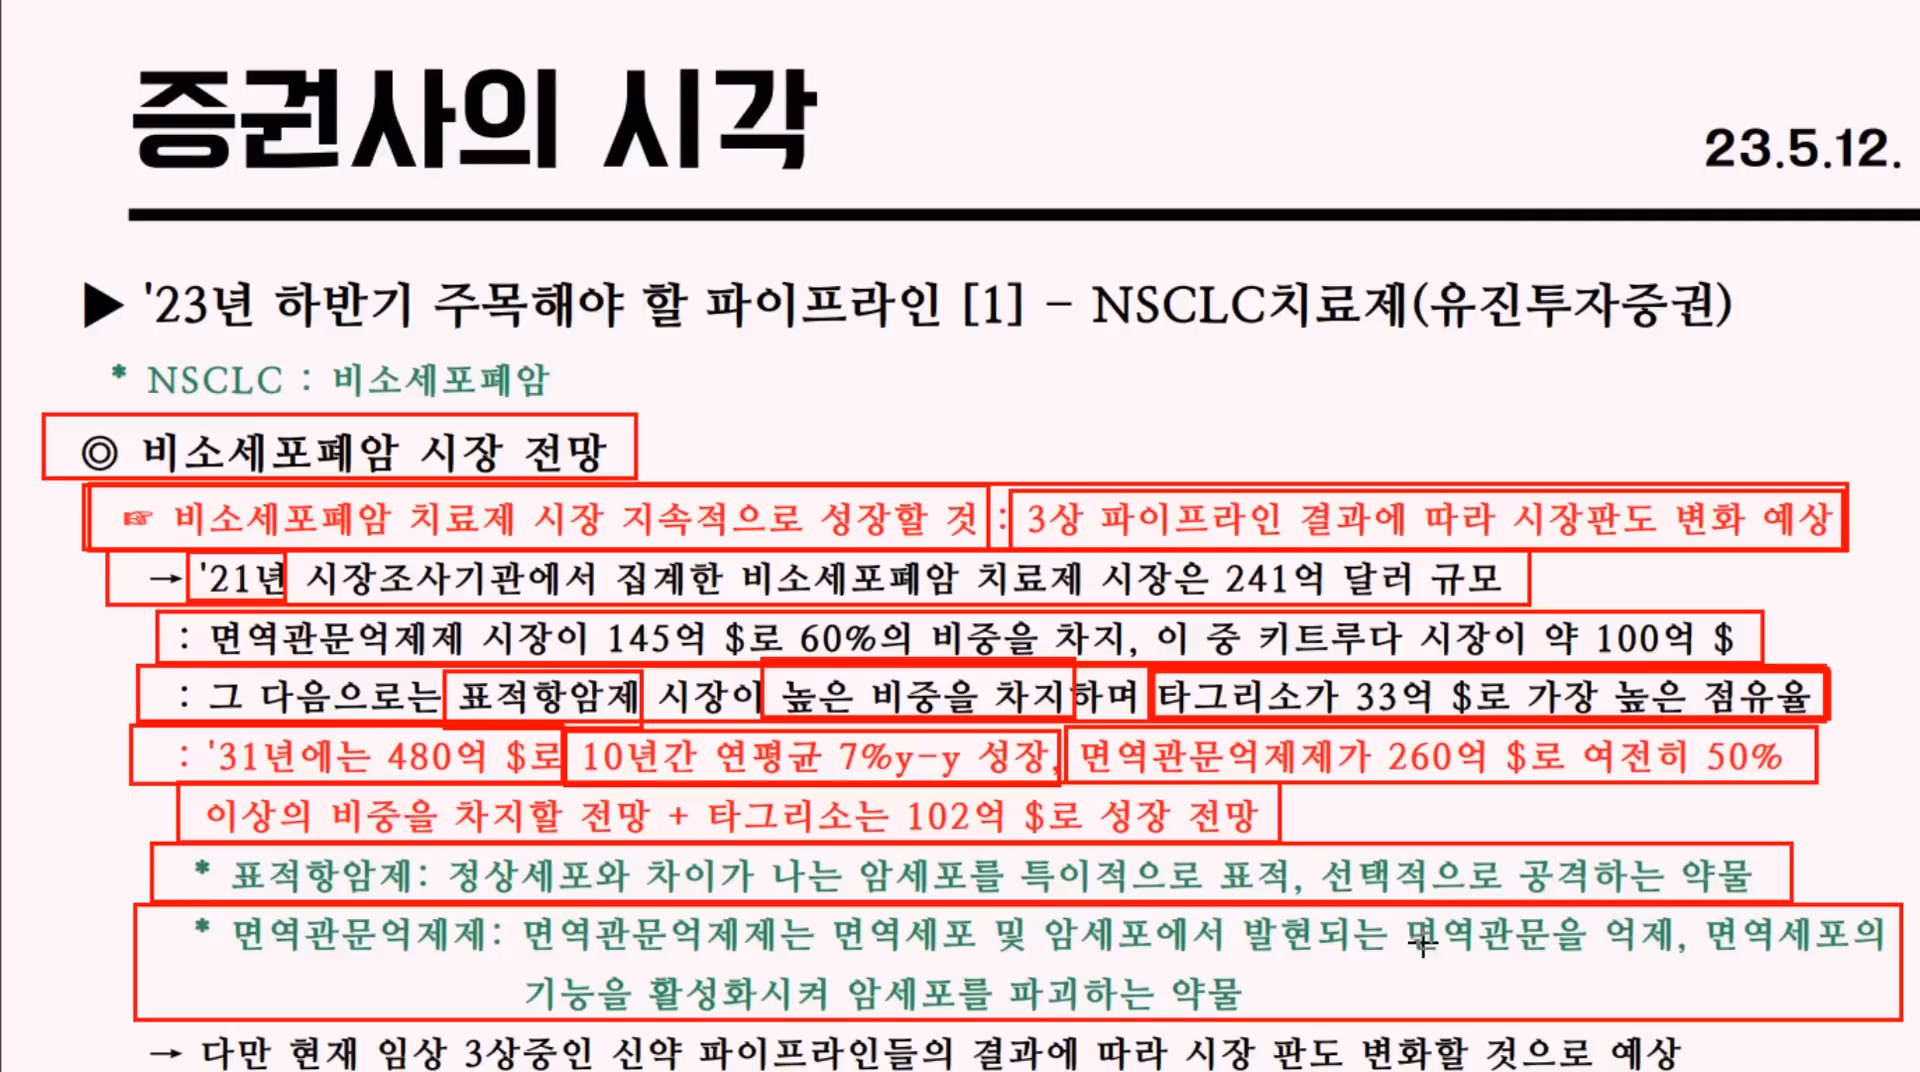 증권사의 시각
23.5.12.
▶ '23년 하반기 주목해야 할 파이프라인 [1] - NSCLC치료제(유진투자증권)
* NSCLC : 비소세포폐암
◎ 비소세포폐암 시장 전망
☞ 비소세포폐암 치료제 시장 지속적으로 성장할 것 : 3상 파이프라인 결과에 따라 시장판도 변화 예상
→ '21년 시장조사기관에서 집계한 비소세포폐암 치료제 시장은 241억 달러 규모
: 면역관문억제제 시장이 145억 $로 60%의 비중을 차지, 이 중 키트루다 시장이 약 100억 $
: 그 다음으로는 표적항암제 시장이 높은 비중을 차지하며 타그리소가 33억 $로 가장 높은 점유율
: '31년에는 480억 $로 10년간 연평균 7%y-y 성장, 면역관문억제제가 260억 $로 여전히 50%
이상의 비중을 차지할 전망 + 타그리소는 102억 $로 성장 전망
* 표적항암제: 정상세포와 차이가 나는 암세포를 특이적으로 표적, 선택적으로 공격하는 약물
* 면역관문억제제: 면역관문억제제는 면역세포 및 암세포에서 발현되는 면역관문을 억제, 면역세포의
기능을 활성화시켜 암세포를 파괴하는 약물
→ 다만 현재 임상 3상중인 신약 파이프라인들의 결과에 따라 시장 판도 변화할 것으로 예상